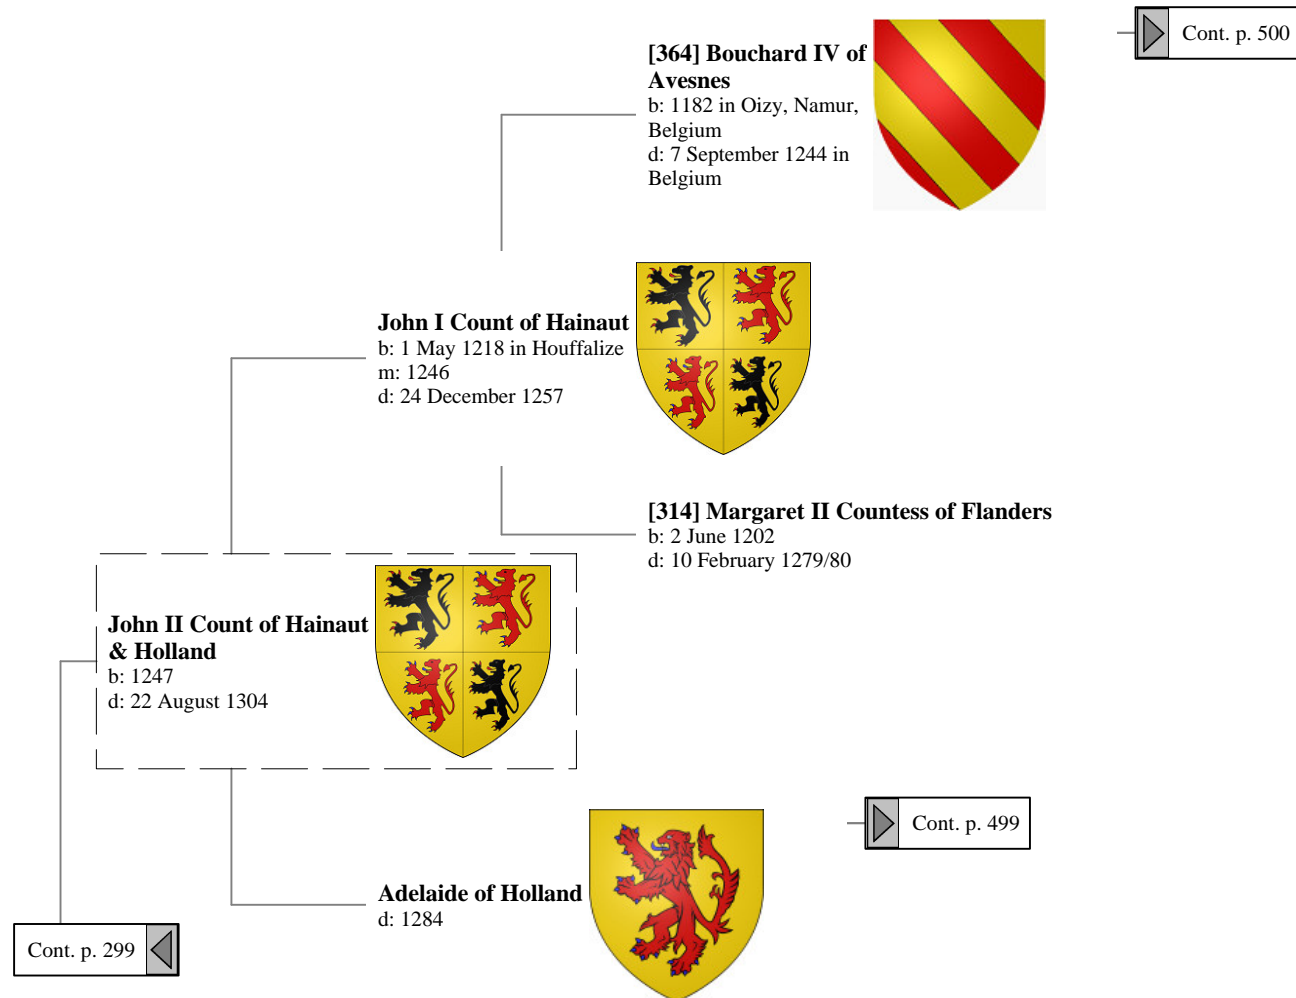 Cont. p. 500
[364] Bouchard IV of
Avesnes
b: 1182 in Oizy, Namur,
Belgium
d: 7 September 1244 in
Belgium
John I Count of Hainaut
b: 1 May 1218 in Houffalize
m: 1246
d: 24 December 1257
[314] Margaret II Countess of Flanders
b: 2 June 1202
d: 10 February 1279/80
John II Count of Hainaut
& Holland
b: 1247
d: 22 August 1304
Cont. p. 499
Adelaide of Holland
d: 1284
Cont. p. 299